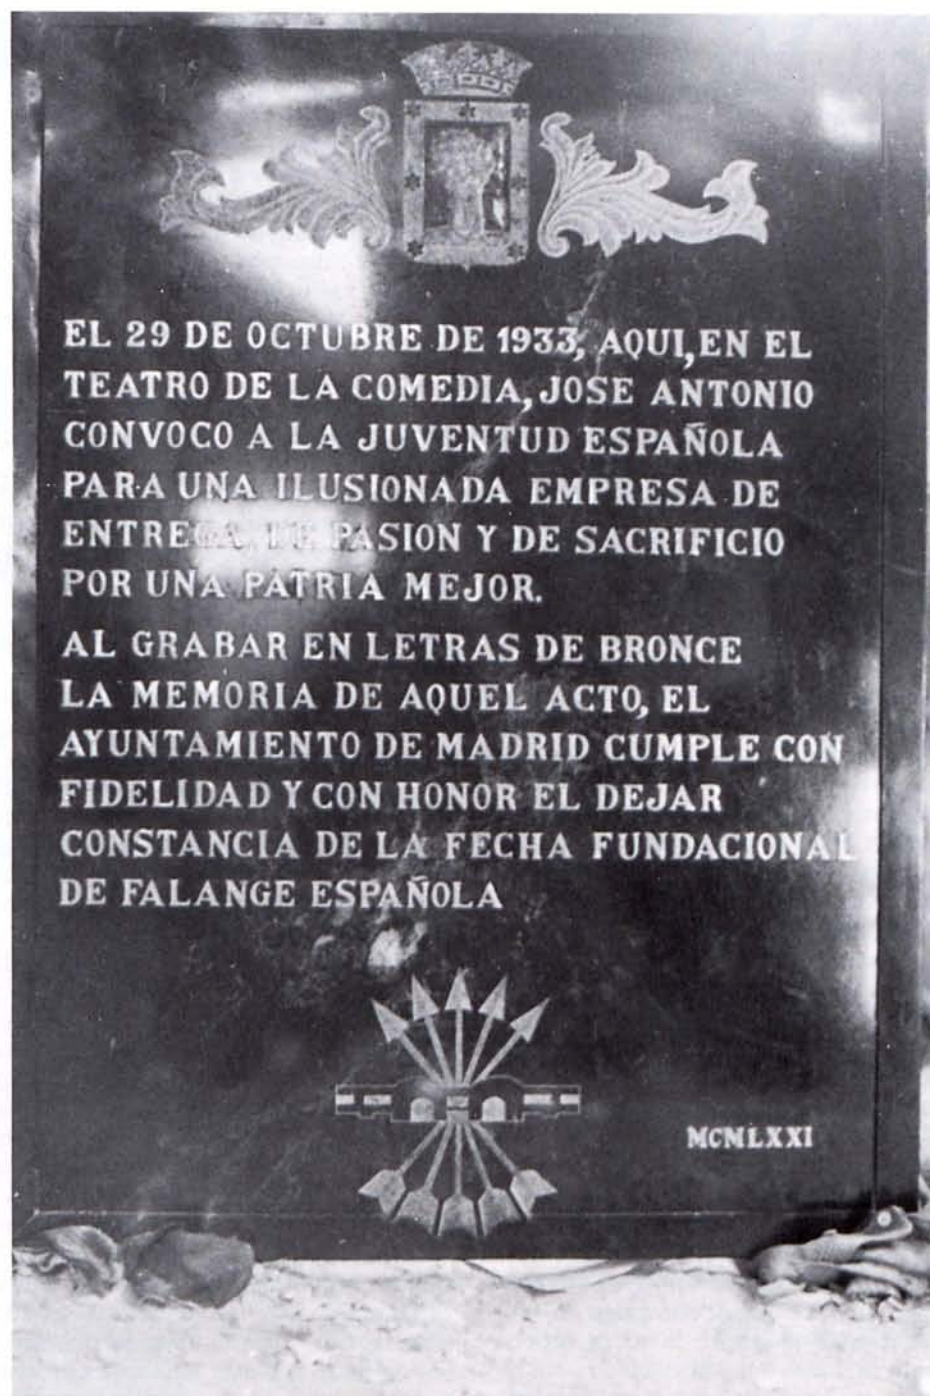 EL 29 DE OCTUBRE DE 1933, AQUI, EN EL
TEATRO DE LA COMEDIA, JOSE ANTONIO
CONVOCO A LA JUVENTUD ESPAÑOLA
PARA UNA ILUSIONADA EMPRESA DE
ENTREGA, DE PASION Y DE SACRIFICIO
POR UNA PATRIA MEJOR.
AL GRABAR EN LETRAS DE BRONCE
LA MEMORIA DE AQUEL ACTO, EL
AYUNTAMIENTO DE MADRID CUMPLE CON
FIDELIDAD Y CON HONOR EL DEJAR
CONSTANCIA DE LA FECHA FUNDACIONAL
DE FALANGE ESPAÑOLA
MCMLXXI